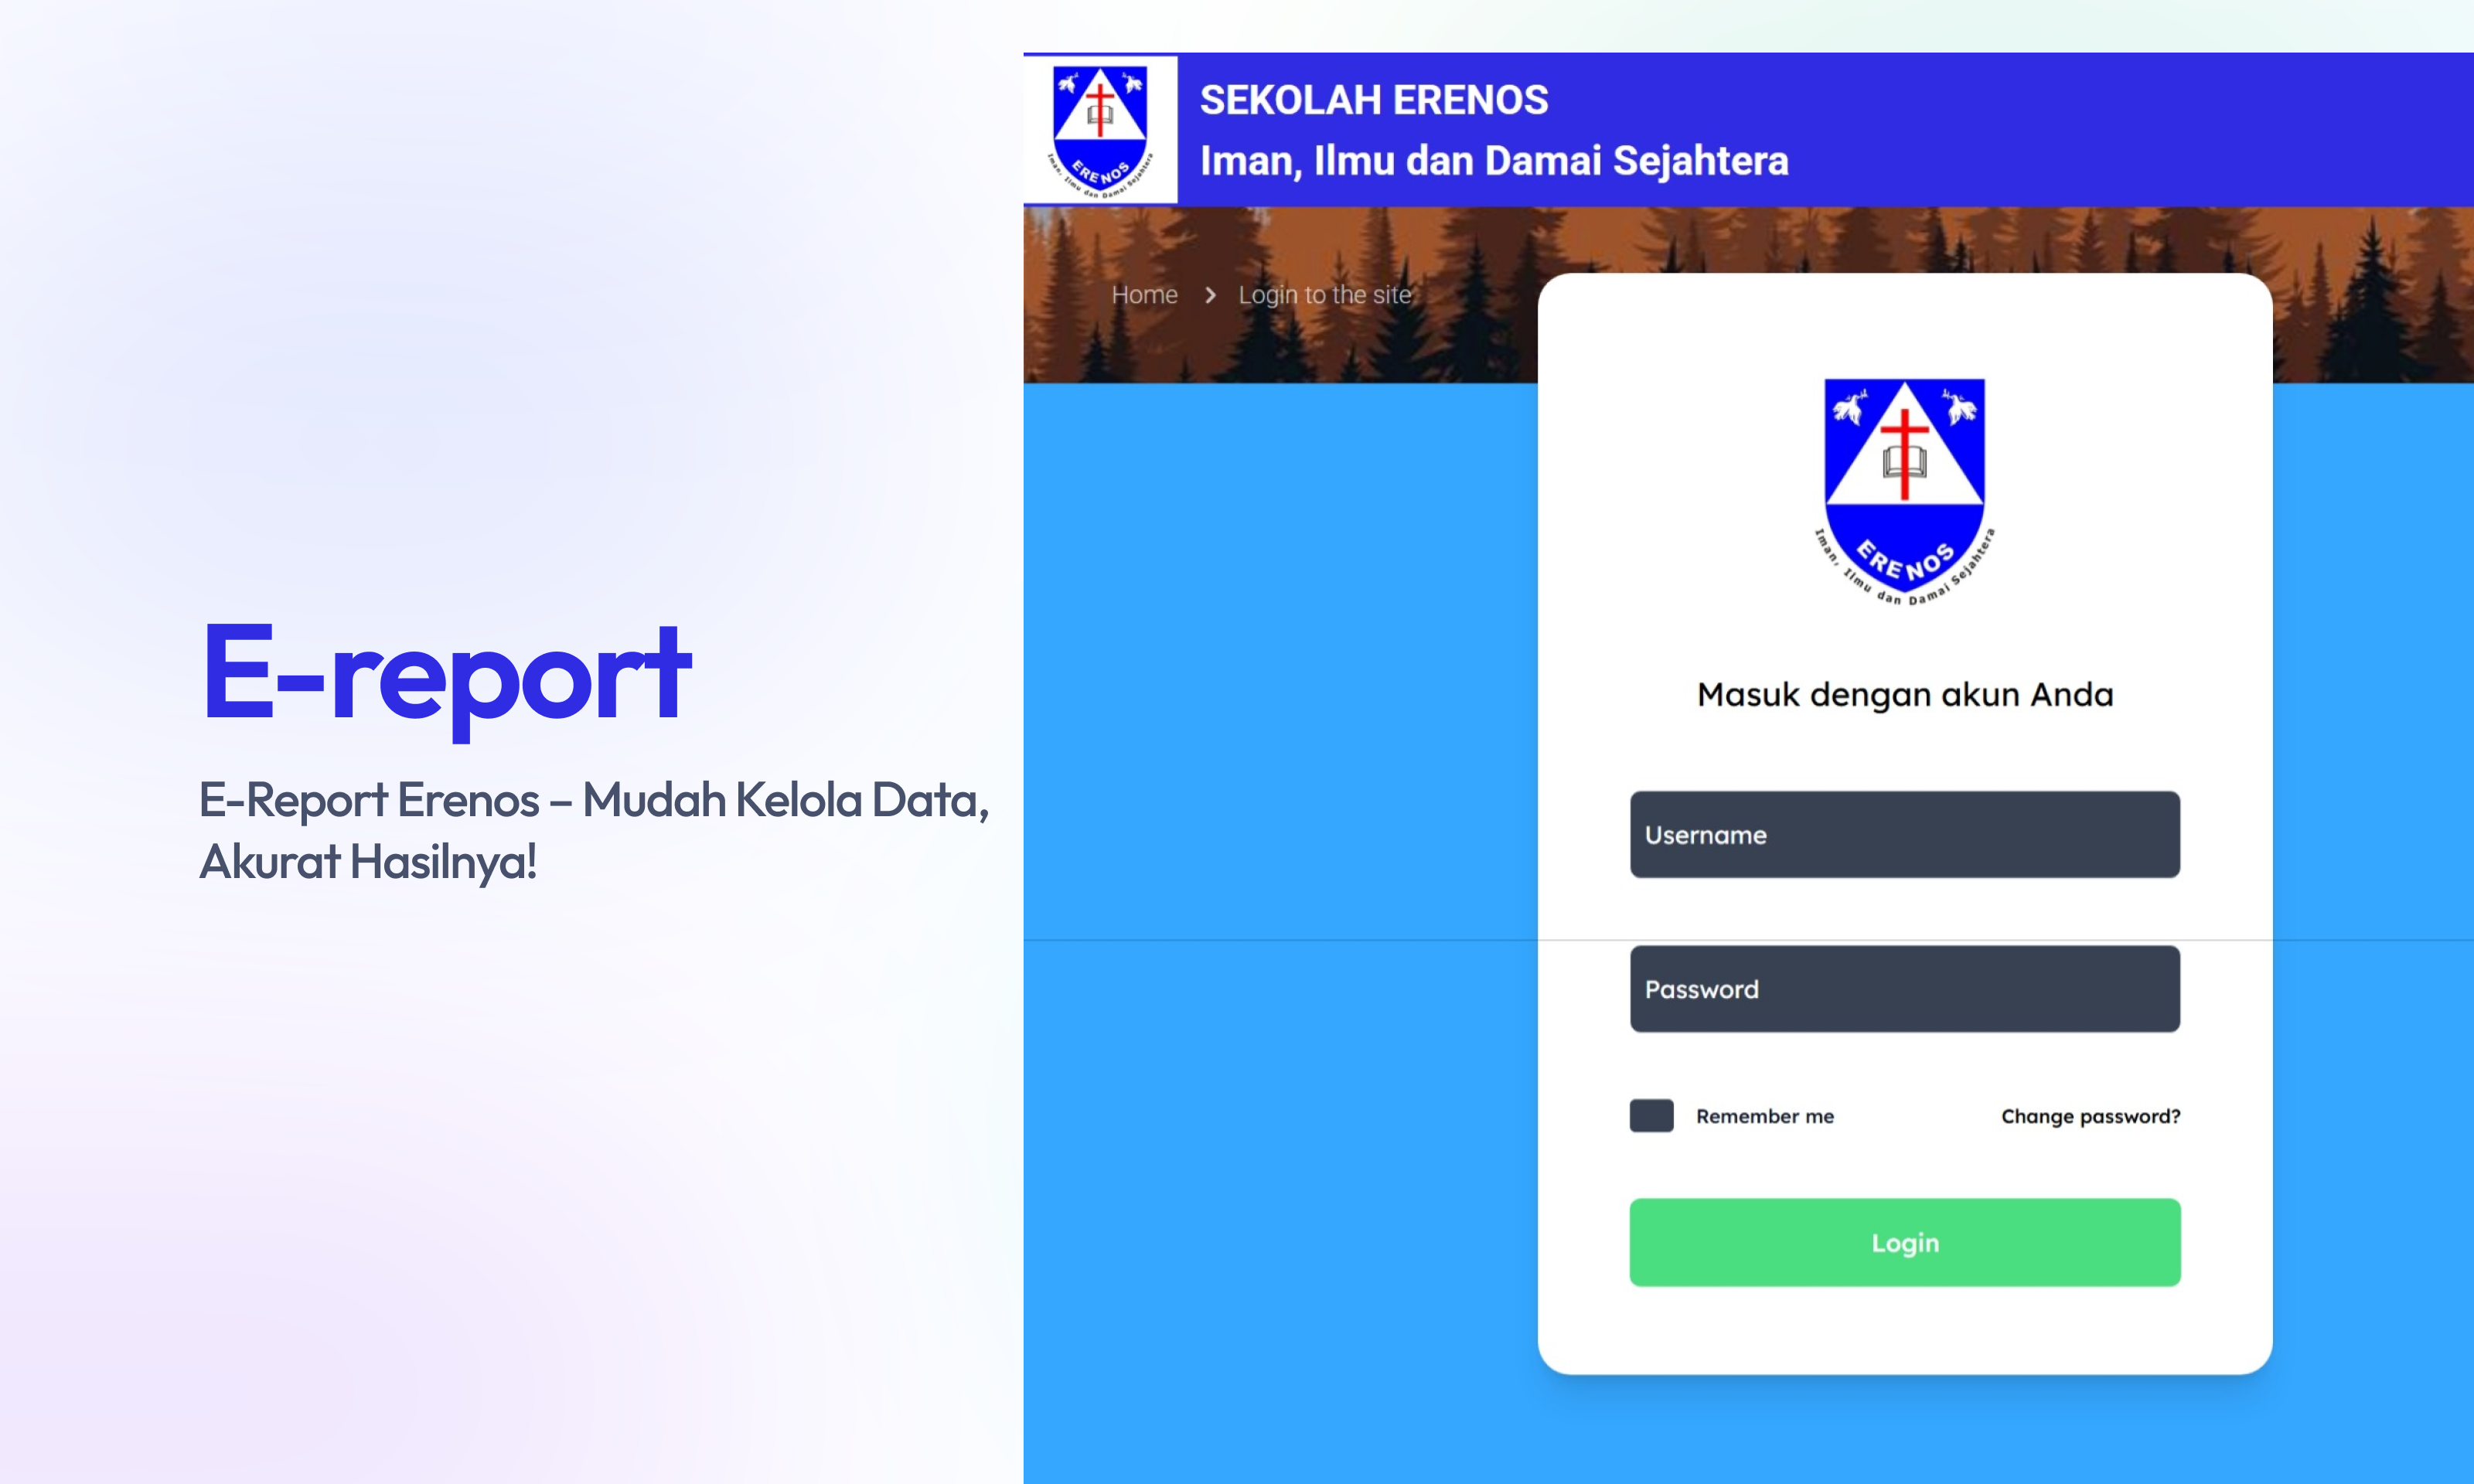 E-report
E-Report Erenos – Mudah Kelola Data,
Akurat Hasilnya!
ERENOS
Iman, Ilmu dan Damai Sejahtera
SEKOLAH ERENOS
Iman, Ilmu dan Damai Sejahtera
Home > Login to the site
ERENOS
Iman, Ilmu dan Damai Sejahtera
Masuk dengan akun Anda
Username
Password
Remember me Change password?
Login